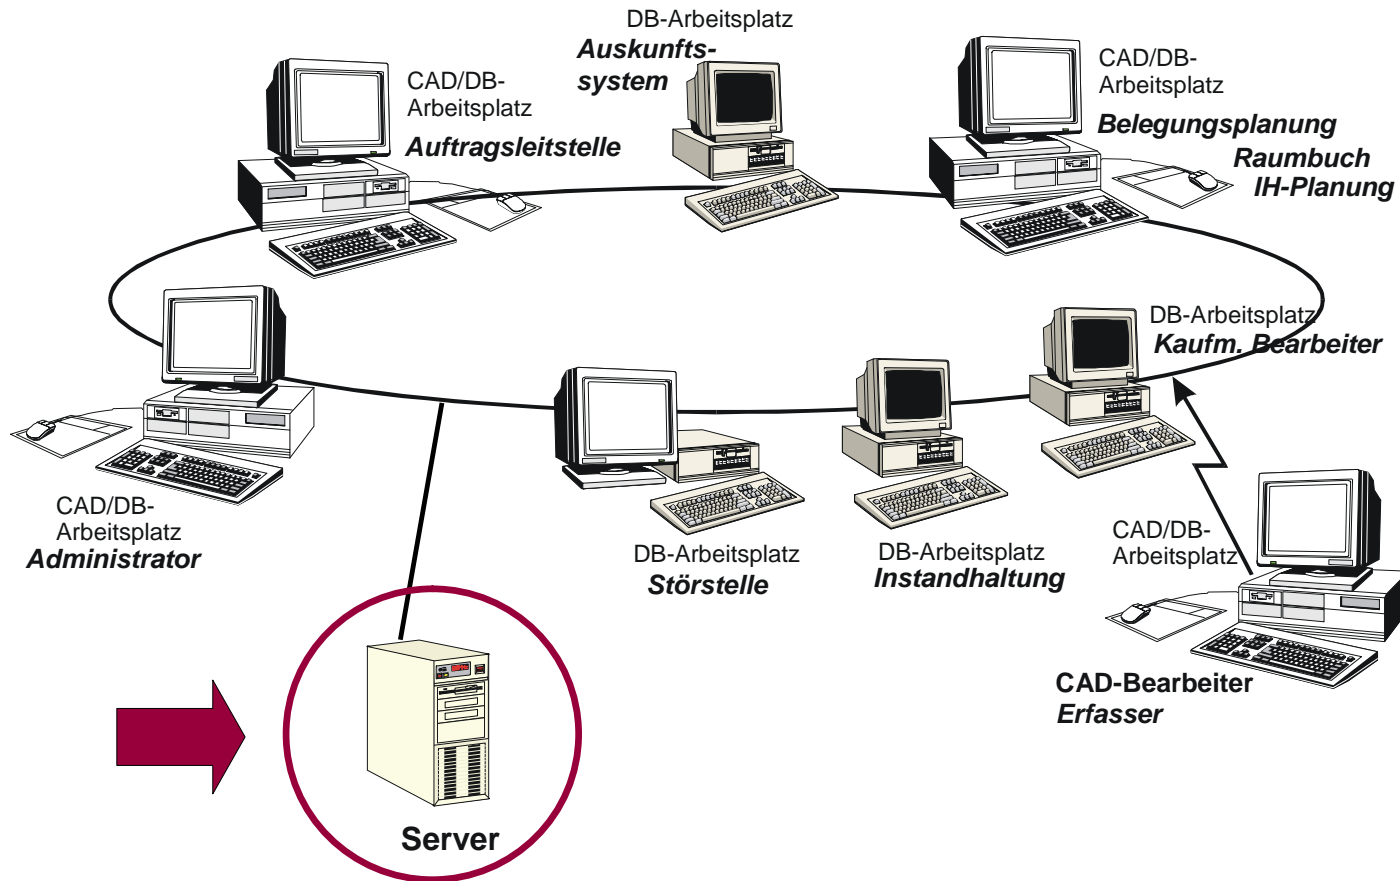 DB-Arbeitsplatz
Auskunfts-
system
CAD/DB-
Arbeitsplatz
Auftragsleitstelle
CAD/DB-
Arbeitsplatz
Belegungsplanung
Raumbuch
IH-Planung
DB-Arbeitsplatz
Kaufm. Bearbeiter
CAD/DB-
Arbeitsplatz
Administrator
DB-Arbeitsplatz
Störstelle
DB-Arbeitsplatz
Instandhaltung
CAD/DB-
Arbeitsplatz
CAD-Bearbeiter
Erfasser
Server